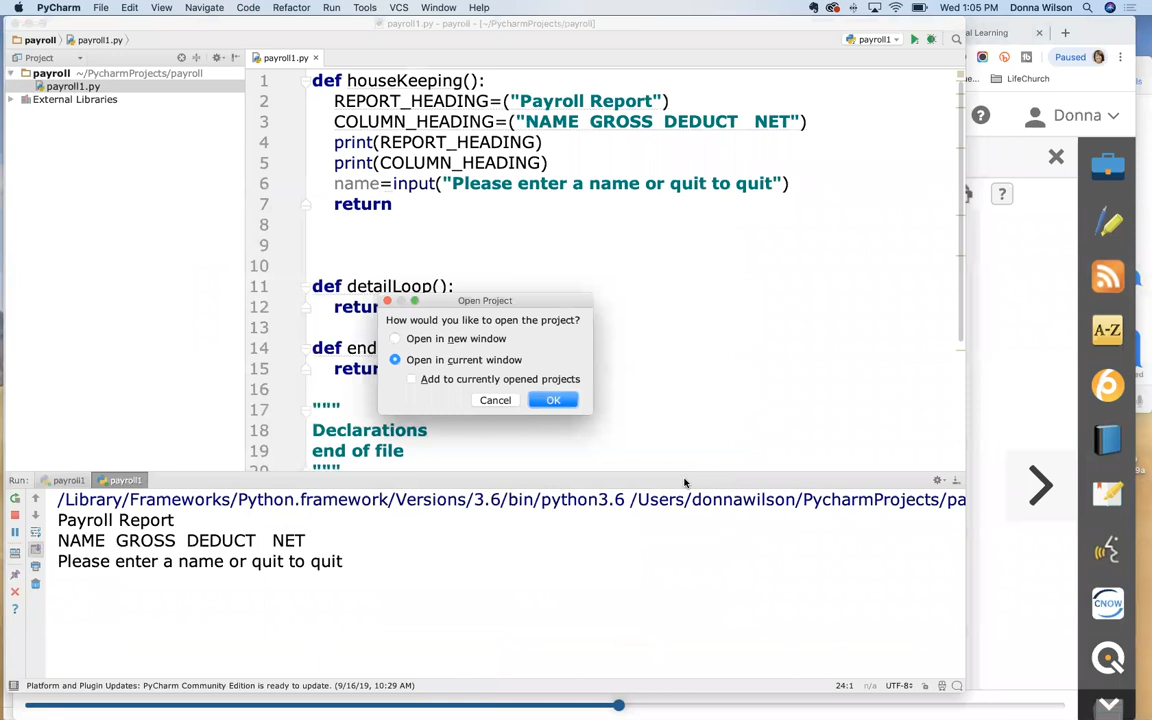 PyCharm File Edit View Navigate Code Refactor Run Tools VCS Window Help Wed 1:05 PM Donna Wilson
payroll1.py - payroll - [~/PycharmProjects/payroll]
al Learning
payroll payroll1.py payroll1
Project payroll1.py Paused
payroll ~/PycharmProjects/payroll
payroll1.py
External Libraries
LifeChurch
Donna
1 def houseKeeping():
2 REPORT_HEADING=("Payroll Report")
3 COLUMN_HEADING=("NAME GROSS DEDUCT NET")
4 print(REPORT_HEADING)
5 print(COLUMN_HEADING)
6 name=input("Please enter a name or quit to quit")
7 return
8
9
10
11 def detailLoop():
12 retur
13
14 def end
15 retur
16
17 """
18 Declarations
19 end of file
20 """
Open Project
How would you like to open the project?
Open in new window
Open in current window
Add to currently opened projects
Cancel OK
Run: payroll1 payroll1
/Library/Frameworks/Python.framework/Versions/3.6/bin/python3.6 /Users/donnawilson/PycharmProjects/pa
Payroll Report
NAME GROSS DEDUCT NET
Please enter a name or quit to quit
Platform and Plugin Updates: PyCharm Community Edition is ready to update. (9/16/19, 10:29 AM) 24:1 n/a UTF-8
A-Z
CNOW